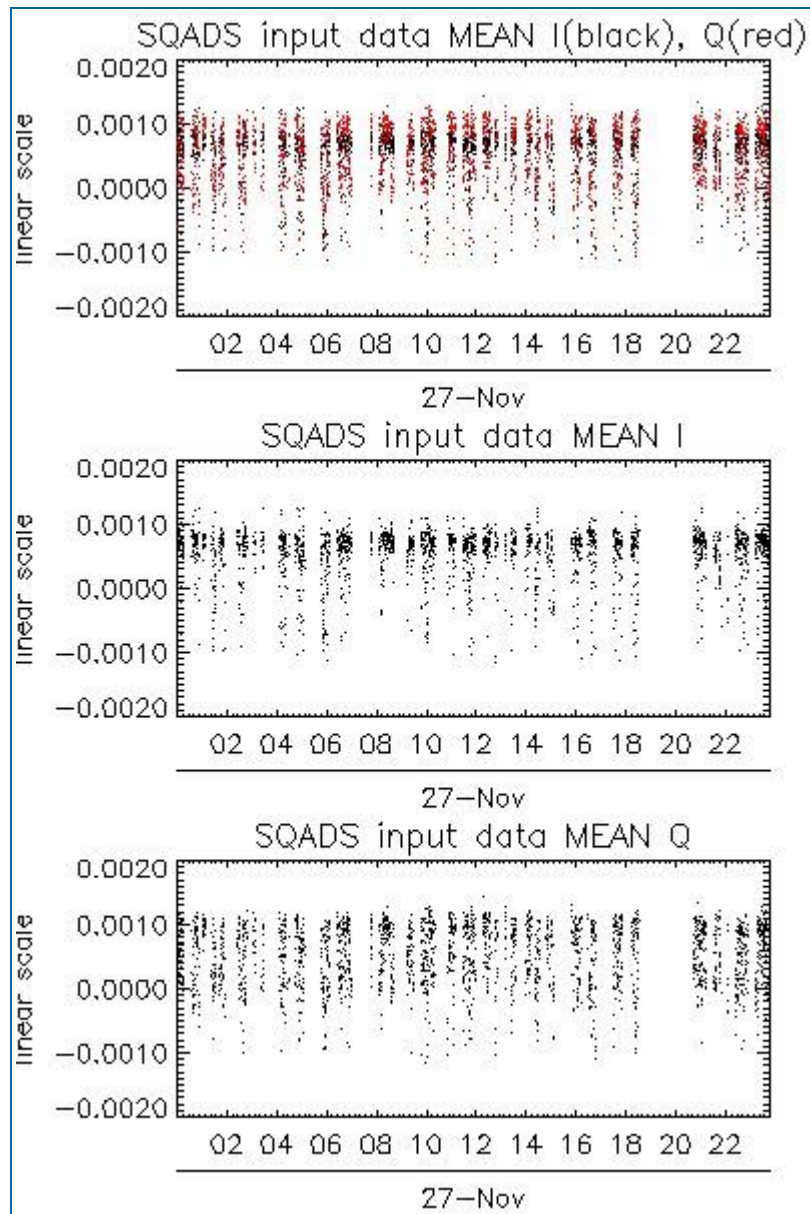 SQADS input data MEAN I(black), Q(red)
0.0020
0.0010
0.0000
−0.0010
−0.0020
linear scale
02 04 06 08 10 12 14 16 18 20 22
27−Nov
SQADS input data MEAN I
0.0020
0.0010
0.0000
−0.0010
−0.0020
linear scale
02 04 06 08 10 12 14 16 18 20 22
27−Nov
SQADS input data MEAN Q
0.0020
0.0010
0.0000
−0.0010
−0.0020
linear scale
02 04 06 08 10 12 14 16 18 20 22
27−Nov